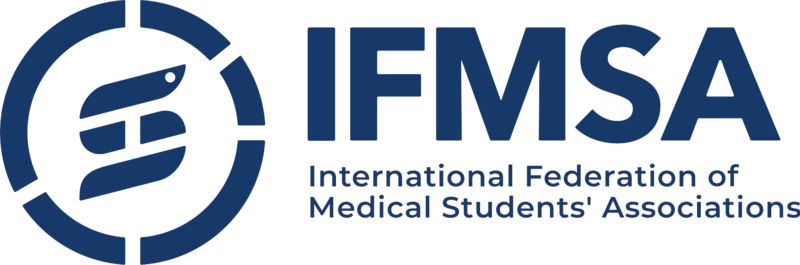 IFMSA
International Federation of
Medical Students' Associations